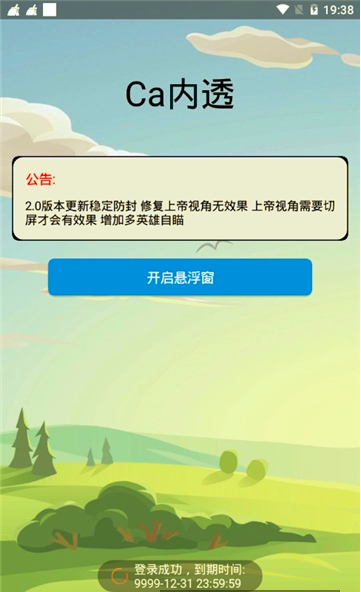 19:38
Ca内透
公告:
2.0版本更新稳定防封 修复上帝视角无效果 上帝视角需要切
屏才会有效果 增加多英雄自瞄
开启悬浮窗
登录成功，到期时间:
9999-12-31 23:59:59